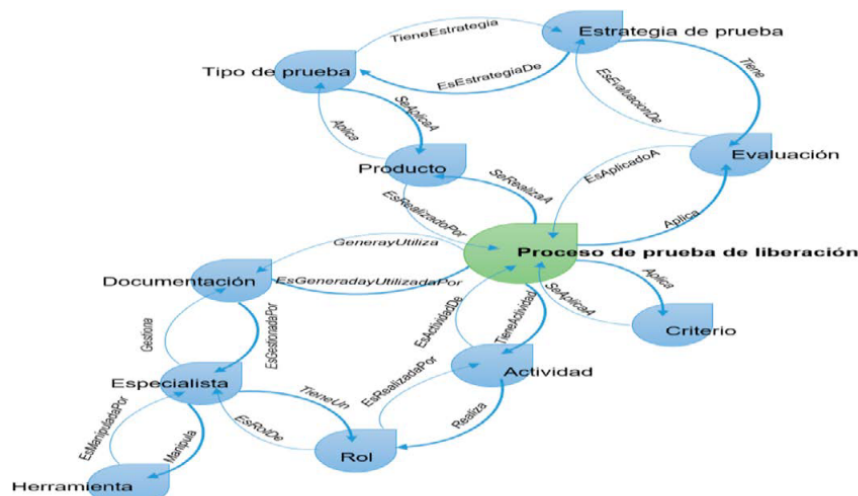 TieneEstrategia
Estrategia de prueba
Tipo de prueba
EsEstrategiaDe
Tiene
EsEvaluacionDe
SeAplicaA
Aplica
Producto
Evaluación
EsAplicadoA
SeRealizaA
EsRealizadoPor
Aplica
GenerayUtiliza
Proceso de prueba de liberación
Documentación
EsGeneradayUtilizadaPor
Aplica
SeAplicaA
Criterio
EsActividadDe
TieneActividad
Gestiona
EsGestionadaPor
Especialista
Actividad
EsRealizadaPor
TieneUn
EsRolDe
Realiza
EsManipuladaPor
Manipula
Rol
Herramienta